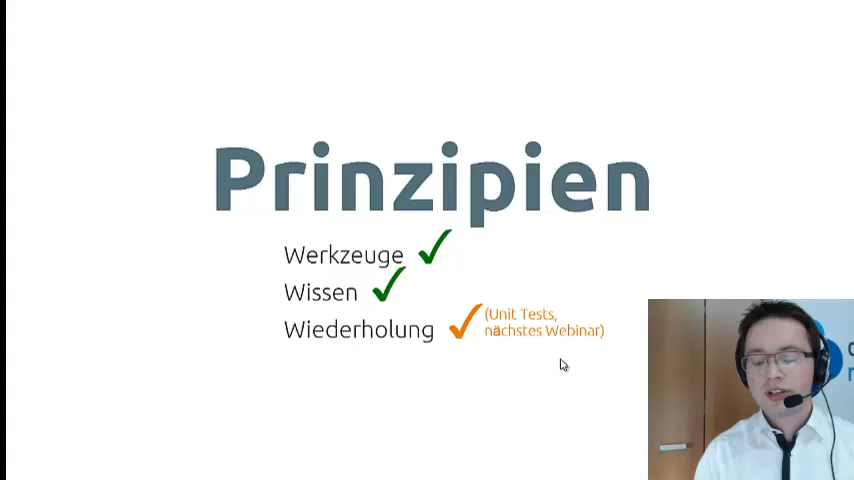 Prinzipien
Werkzeuge
Wissen
Wiederholung
(Unit Tests,
nächstes Webinar)